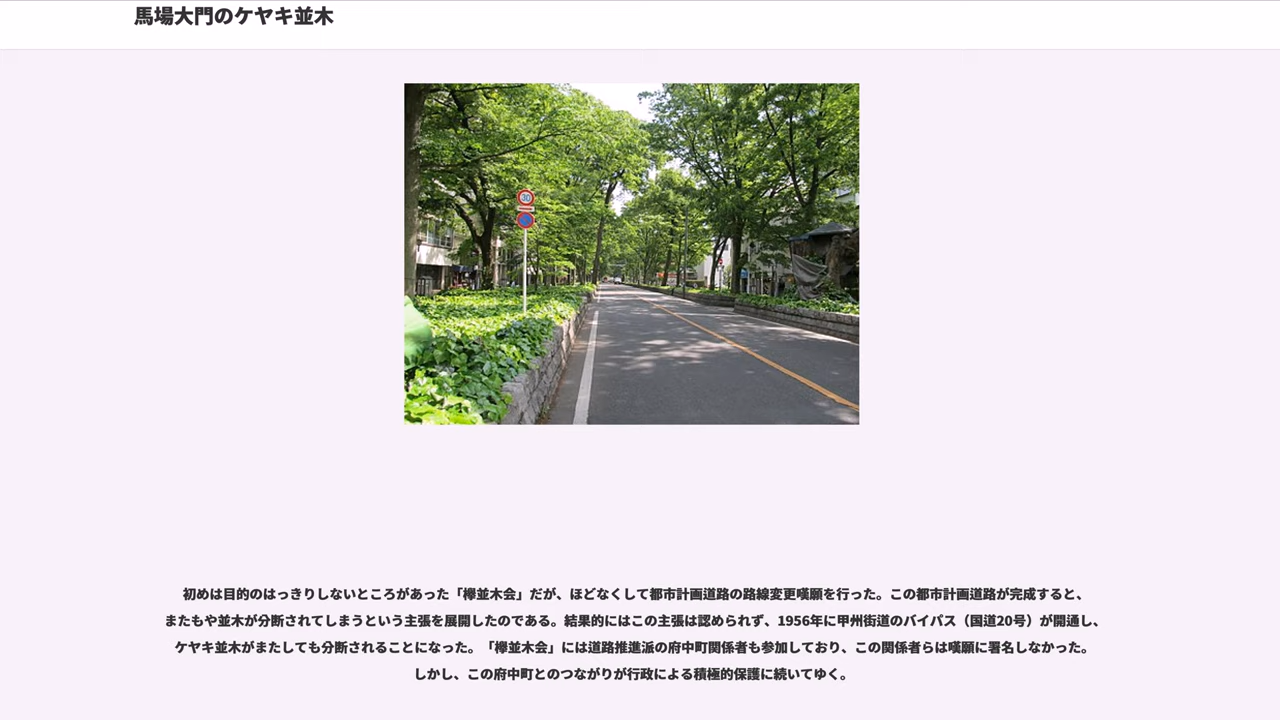 馬場大門のケヤキ並木
30
初めは目的のはっきりしないところがあった「欅並木会」だが、ほどなくして都市計画道路の路線変更嘆願を行った。この都市計画道路が完成すると、
またもや並木が分断されてしまうという主張を展開したのである。結果的にはこの主張は認められず、1956年に甲州街道のバイパス（国道20号）が開通し、
ケヤキ並木がまたしても分断されることになった。「欅並木会」には道路推進派の府中町関係者も参加しており、この関係者らは嘆願に署名しなかった。
しかし、この府中町とのつながりが行政による積極的保護に続いてゆく。